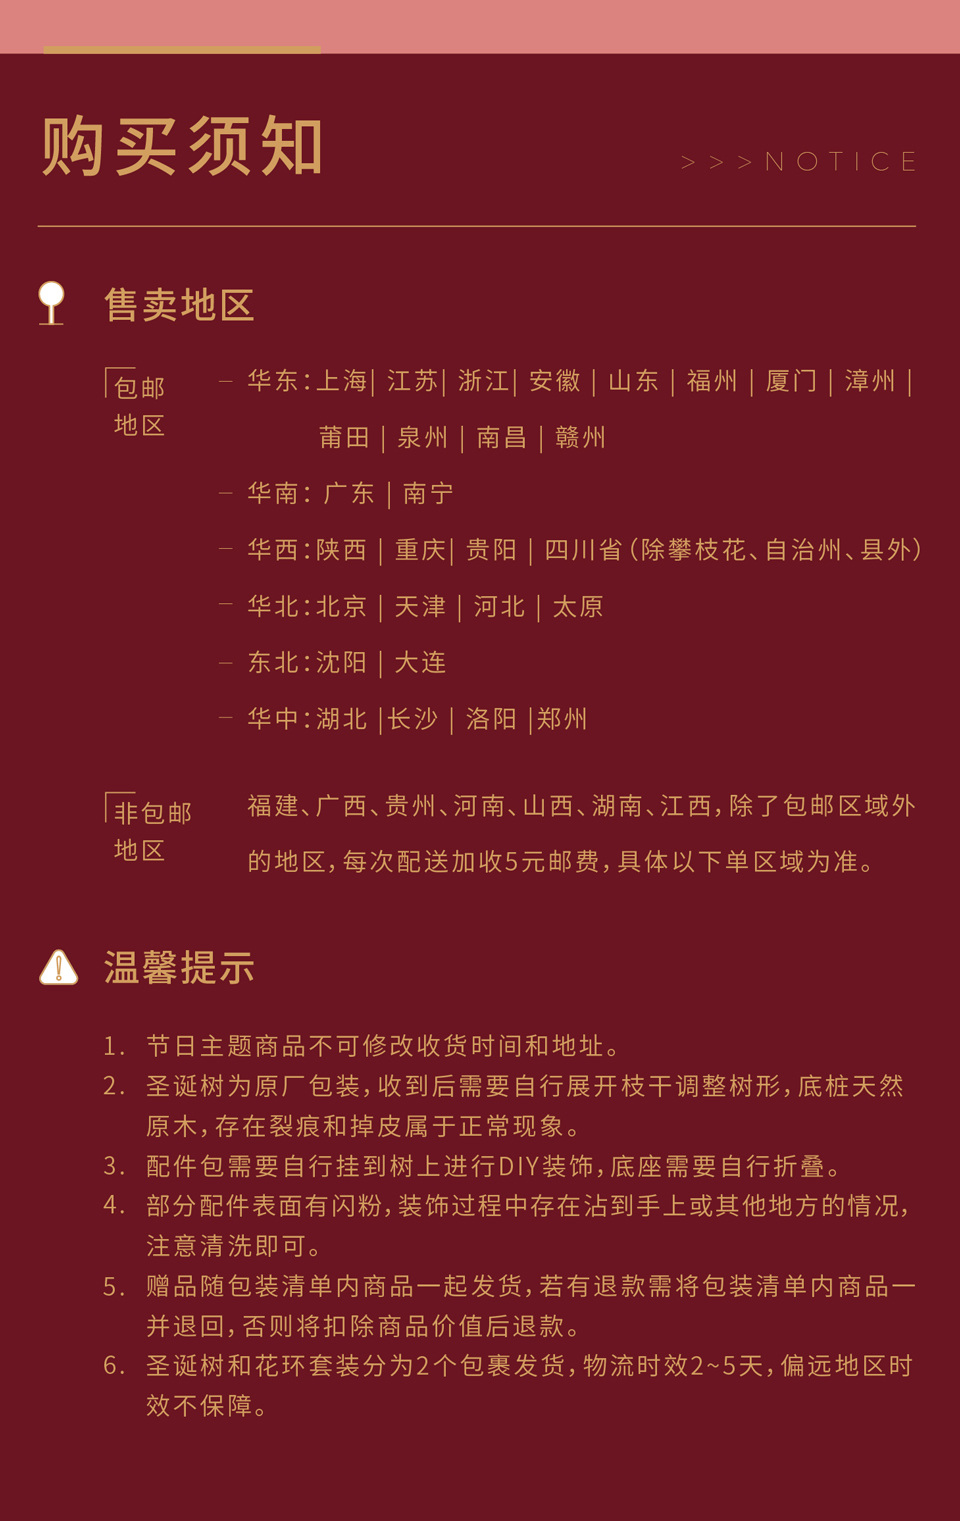 购买须知
>>>NOTICE
售卖地区
包邮
地区
— 华东：上海| 江苏| 浙江| 安徽 | 山东 | 福州 | 厦门 | 漳州 |
莆田 | 泉州 | 南昌 | 赣州
— 华南： 广东 | 南宁
— 华西：陕西 | 重庆| 贵阳 | 四川省（除攀枝花、自治州、县外）
— 华北：北京 | 天津 | 河北 | 太原
— 东北：沈阳 | 大连
— 华中：湖北 |长沙 | 洛阳 |郑州
非包邮
地区
福建、广西、贵州、河南、山西、湖南、江西，除了包邮区域外
的地区，每次配送加收5元邮费，具体以下单区域为准。
温馨提示
1. 节日主题商品不可修改收货时间和地址。
2. 圣诞树为原厂包装，收到后需要自行展开枝干调整树形，底桩天然
原木，存在裂痕和掉皮属于正常现象。
3. 配件包需要自行挂到树上进行DIY装饰，底座需要自行折叠。
4. 部分配件表面有闪粉，装饰过程中存在沾到手上或其他地方的情况，
注意清洗即可。
5. 赠品随包装清单内商品一起发货，若有退款需将包装清单内商品一
并退回，否则将扣除商品价值后退款。
6. 圣诞树和花环套装分为2个包裹发货，物流时效2~5天，偏远地区时
效不保障。